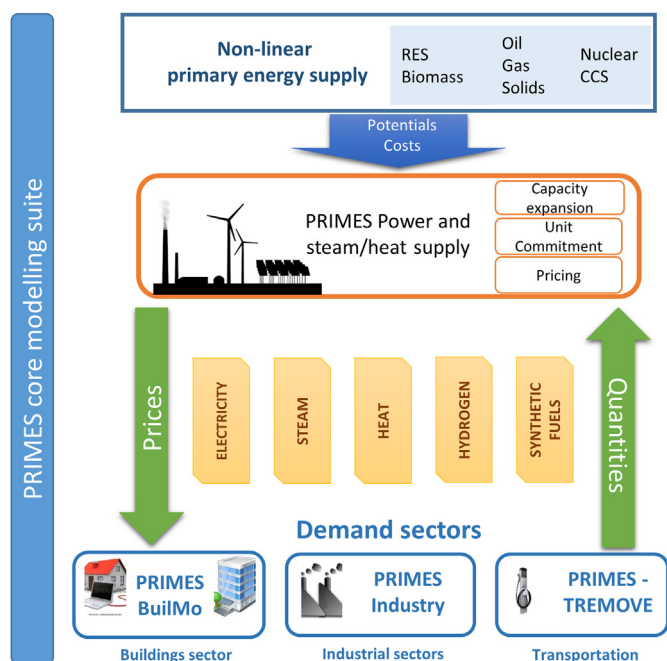 PRIMES core modelling suite
Non-linear
primary energy supply
RES
Biomass
Oil
Gas
Solids
Nuclear
CCS
Potentials
Costs
PRIMES Power and
steam/heat supply
Capacity
expansion
Unit
Commitment
Pricing
Prices
ELECTRICITY
STEAM
HEAT
HYDROGEN
SYNTHETIC
FUELS
Quantities
Demand sectors
PRIMES
BuilMo
PRIMES
Industry
PRIMES -
TREMOVE
Buildings sector
Industrial sectors
Transportation